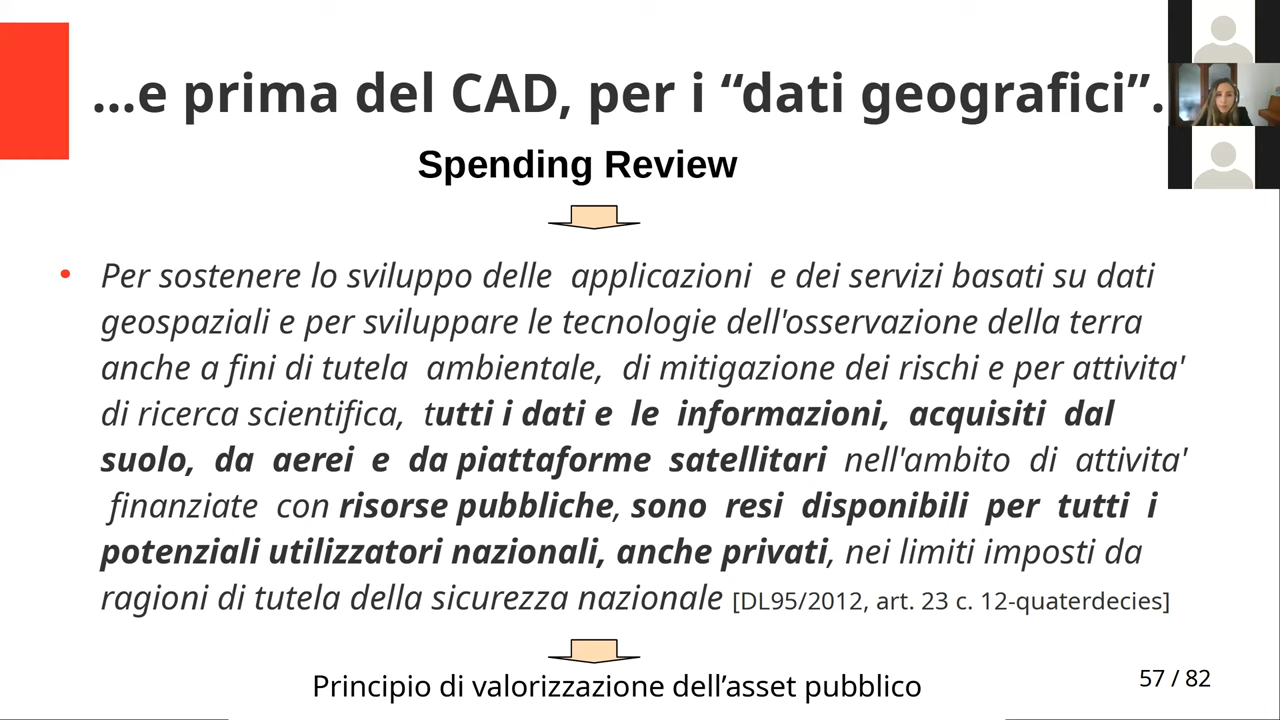 ...e prima del CAD, per i “dati geografici”.
Spending Review
• Per sostenere lo sviluppo delle applicazioni e dei servizi basati su dati
geospaziali e per sviluppare le tecnologie dell'osservazione della terra
anche a fini di tutela ambientale, di mitigazione dei rischi e per attivita'
di ricerca scientifica, tutti i dati e le informazioni, acquisiti dal
suolo, da aerei e da piattaforme satellitari nell'ambito di attivita'
finanziate con risorse pubbliche, sono resi disponibili per tutti i
potenziali utilizzatori nazionali, anche privati, nei limiti imposti da
ragioni di tutela della sicurezza nazionale [DL95/2012, art. 23 c. 12-quaterdecies]
Principio di valorizzazione dell’asset pubblico
57 / 82